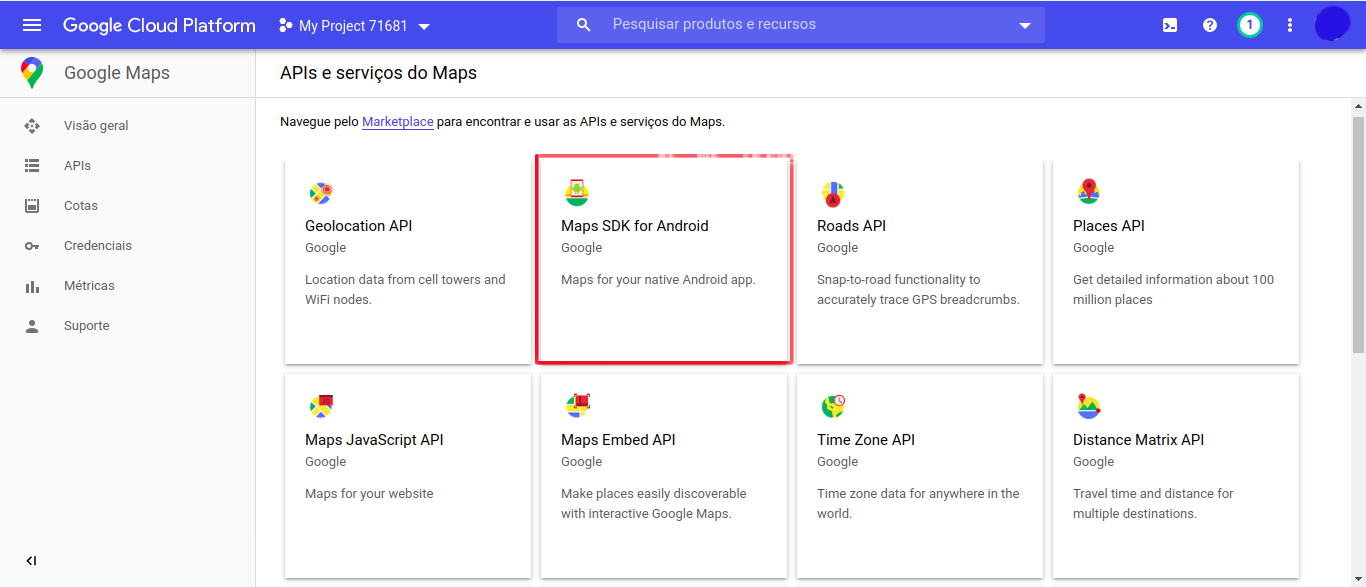 Google Cloud Platform
My Project 71681
Pesquisar produtos e recursos
1
Google Maps
APIs e serviços do Maps
Visão geral
APIs
Cotas
Credenciais
Métricas
Suporte
Navegue pelo Marketplace para encontrar e usar as APIs e serviços do Maps.
Geolocation API
Google
Location data from cell towers and
WiFi nodes.
Maps SDK for Android
Google
Maps for your native Android app.
Roads API
Google
Snap-to-road functionality to
accurately trace GPS breadcrumbs.
Places API
Google
Get detailed information about 100
million places
Maps JavaScript API
Google
Maps for your website
Maps Embed API
Google
Make places easily discoverable
with interactive Google Maps.
Time Zone API
Google
Time zone data for anywhere in the
world.
Distance Matrix API
Google
Travel time and distance for
multiple destinations.